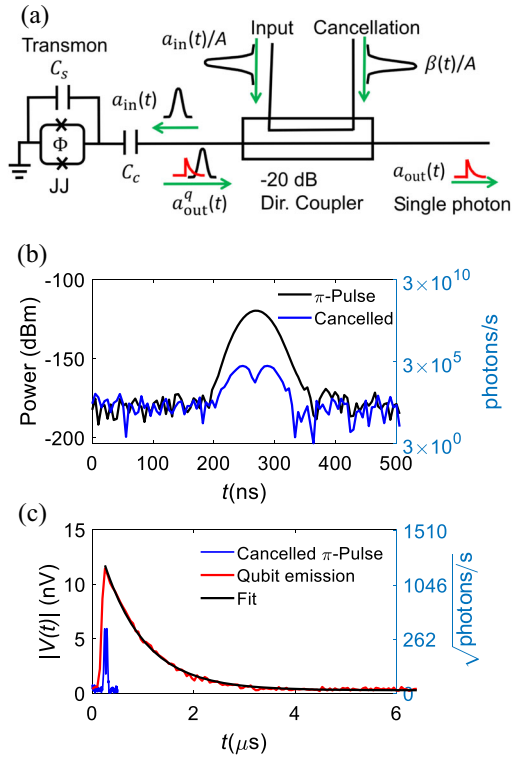 (a)
Transmon
C_s
Φ
JJ
C_c
a_in(t)
a_in(t)/A
Input
Cancellation
β(t)/A
a^q_out(t)
-20 dB
Dir. Coupler
a_out(t)
Single photon
(b)
Power (dBm)
-100
-150
-200
π-Pulse
Cancelled
3×10^10
3×10^5
3×10^0
photons/s
0 100 200 300 400 500
t(ns)
(c)
|V(t)| (nV)
15
10
5
0
Cancelled π-Pulse
Qubit emission
Fit
1510
1046
262
0
√photons/s
0 2 4 6
t(μs)